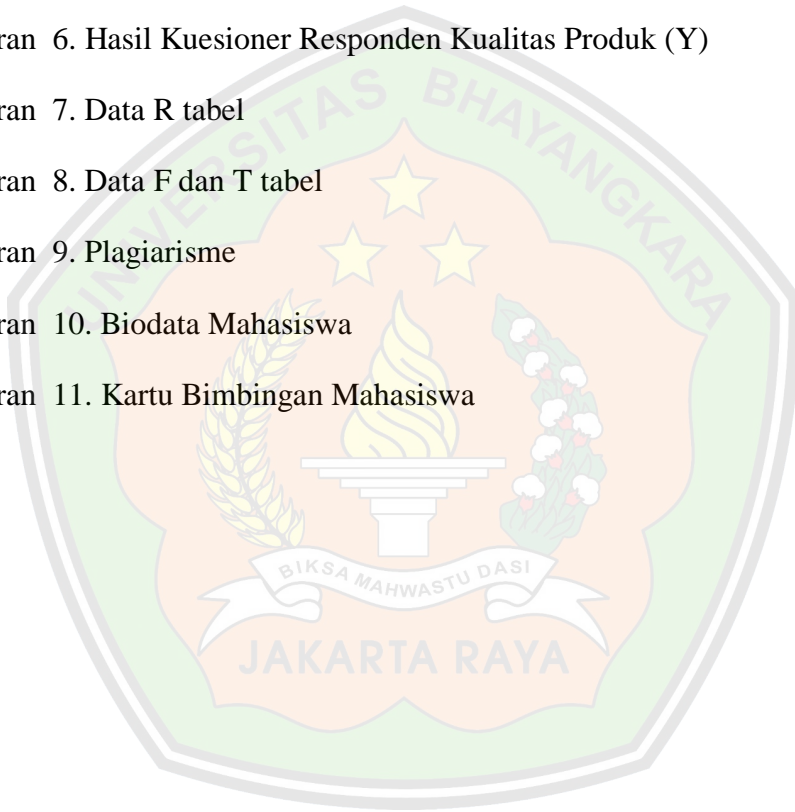 ran 6. Hasil Kuesioner Responden Kualitas Produk (Y)
ran 7. Data R tabel
ran 8. Data F dan T tabel
ran 9. Plagiarisme
ran 10. Biodata Mahasiswa
ran 11. Kartu Bimbingan Mahasiswa
UNIVERSITAS BHAYANGKARA
BIKSA MAHWASTU DASI
JAKARTA RAYA